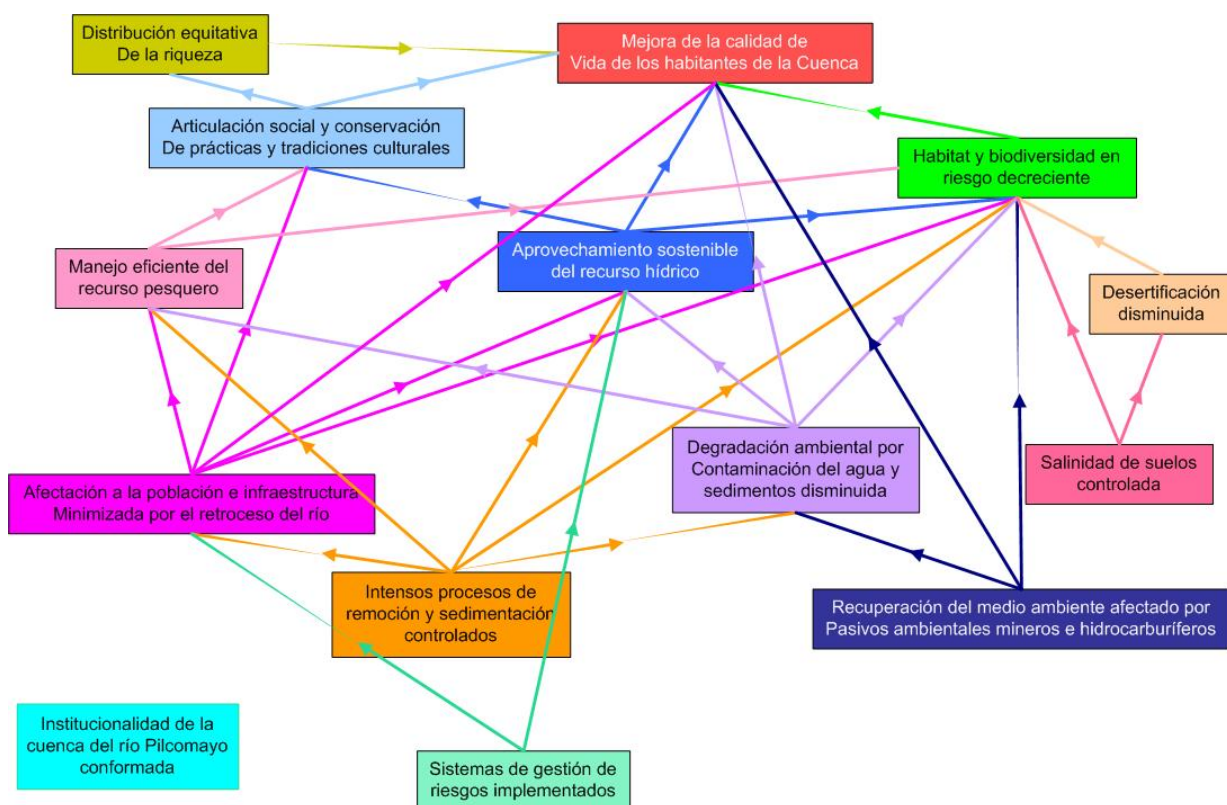 Distribución equitativa
De la riqueza
Mejora de la calidad de
Vida de los habitantes de la Cuenca
Articulación social y conservación
De prácticas y tradiciones culturales
Habitat y biodiversidad en
riesgo decreciente
Manejo eficiente del
recurso pesquero
Aprovechamiento sostenible
del recurso hídrico
Desertificación
disminuida
Degradación ambiental por
Contaminación del agua y
sedimentos disminuida
Salinidad de suelos
controlada
Afectación a la población e infraestructura
Minimizada por el retroceso del río
Intensos procesos de
remoción y sedimentación
controlados
Recuperación del medio ambiente afectado por
Pasivos ambientales mineros e hidrocarburíferos
Institucionalidad de la
cuenca del río Pilcomayo
conformada
Sistemas de gestión de
riesgos implementados